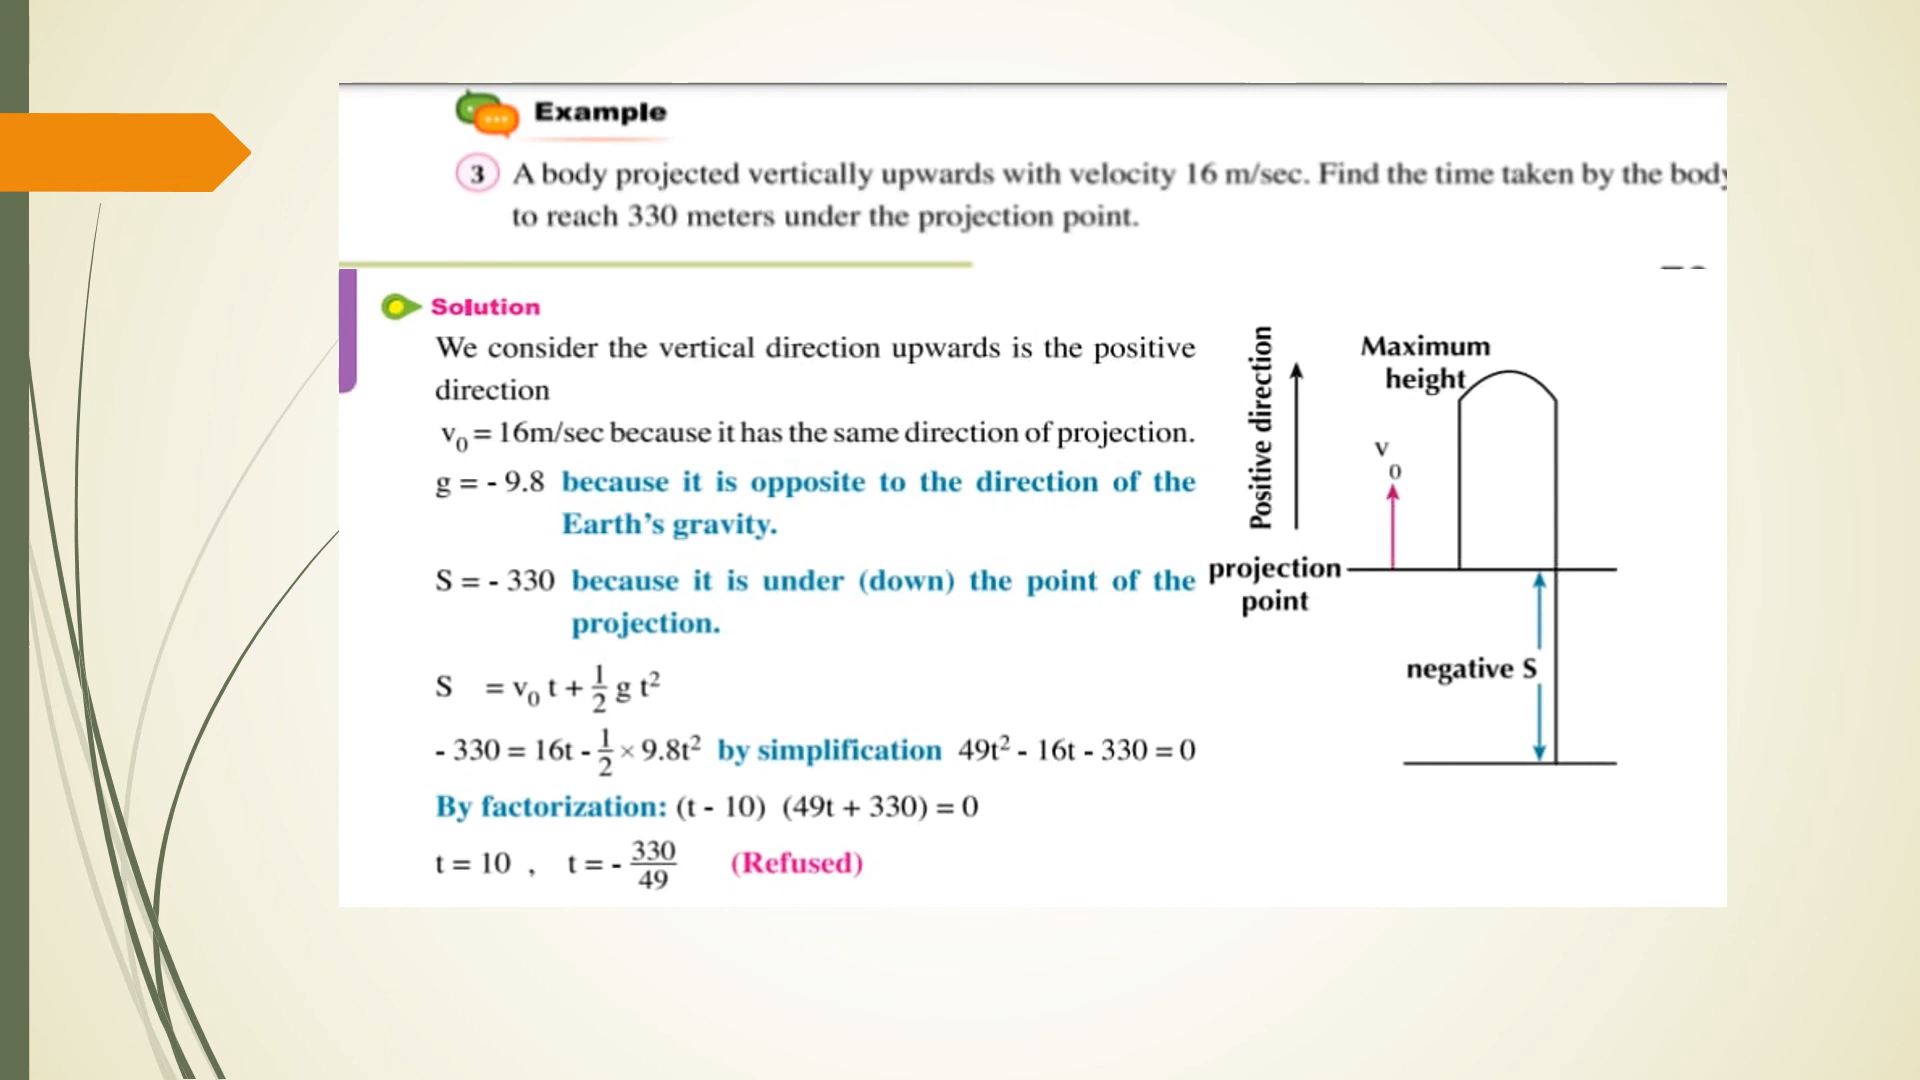 Example
3 A body projected vertically upwards with velocity 16 m/sec. Find the time taken by the body
to reach 330 meters under the projection point.
Solution
We consider the vertical direction upwards is the positive
direction
v₀ = 16m/sec because it has the same direction of projection.
g = - 9.8 because it is opposite to the direction of the
Earth’s gravity.
S = - 330 because it is under (down) the point of the
projection.
S = v₀ t + 1/2 g t²
- 330 = 16t - 1/2 × 9.8t² by simplification 49t² - 16t - 330 = 0
By factorization: (t - 10) (49t + 330) = 0
t = 10 , t = - 330/49 (Refused)
Positive direction
Maximum
height
v₀
projection
point
negative S